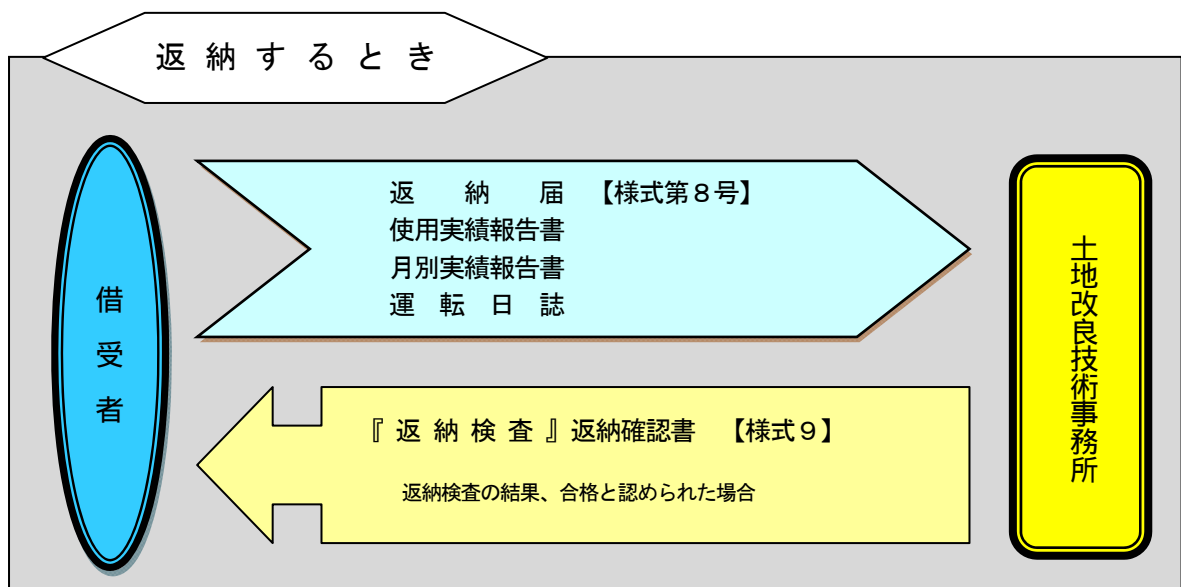 返納するとき
借受者
返　納　届　【様式第８号】
使用実績報告書
月別実績報告書
運転日誌
土地改良技術事務所
『返納検査』返納確認書　【様式９】
返納検査の結果、合格と認められた場合